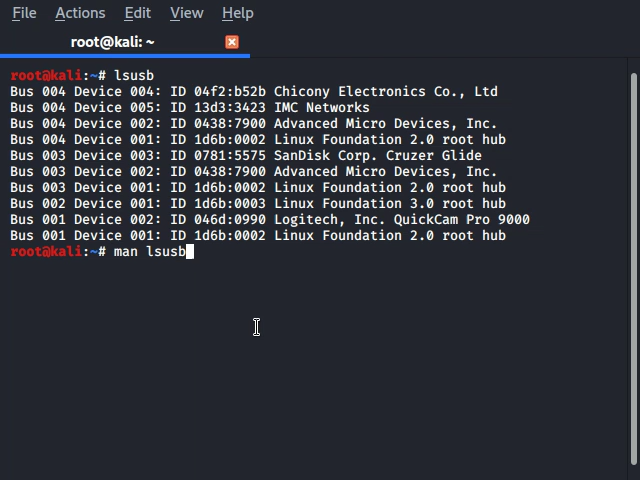 File Actions Edit View Help
root@kali: ~
root@kali:~# lsusb
Bus 004 Device 004: ID 04f2:b52b Chicony Electronics Co., Ltd
Bus 004 Device 005: ID 13d3:3423 IMC Networks
Bus 004 Device 002: ID 0438:7900 Advanced Micro Devices, Inc.
Bus 004 Device 001: ID 1d6b:0002 Linux Foundation 2.0 root hub
Bus 003 Device 003: ID 0781:5575 SanDisk Corp. Cruzer Glide
Bus 003 Device 002: ID 0438:7900 Advanced Micro Devices, Inc.
Bus 003 Device 001: ID 1d6b:0002 Linux Foundation 2.0 root hub
Bus 002 Device 001: ID 1d6b:0003 Linux Foundation 3.0 root hub
Bus 001 Device 002: ID 046d:0990 Logitech, Inc. QuickCam Pro 9000
Bus 001 Device 001: ID 1d6b:0002 Linux Foundation 2.0 root hub
root@kali:~# man lsusb